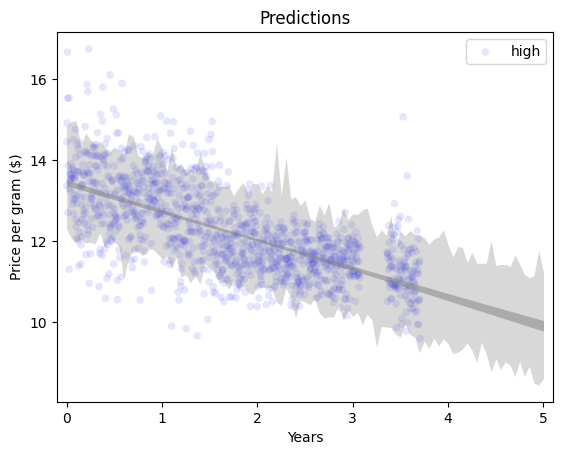 Predictions
high
Price per gram ($)
16
14
12
10
0 1 2 3 4 5
Years